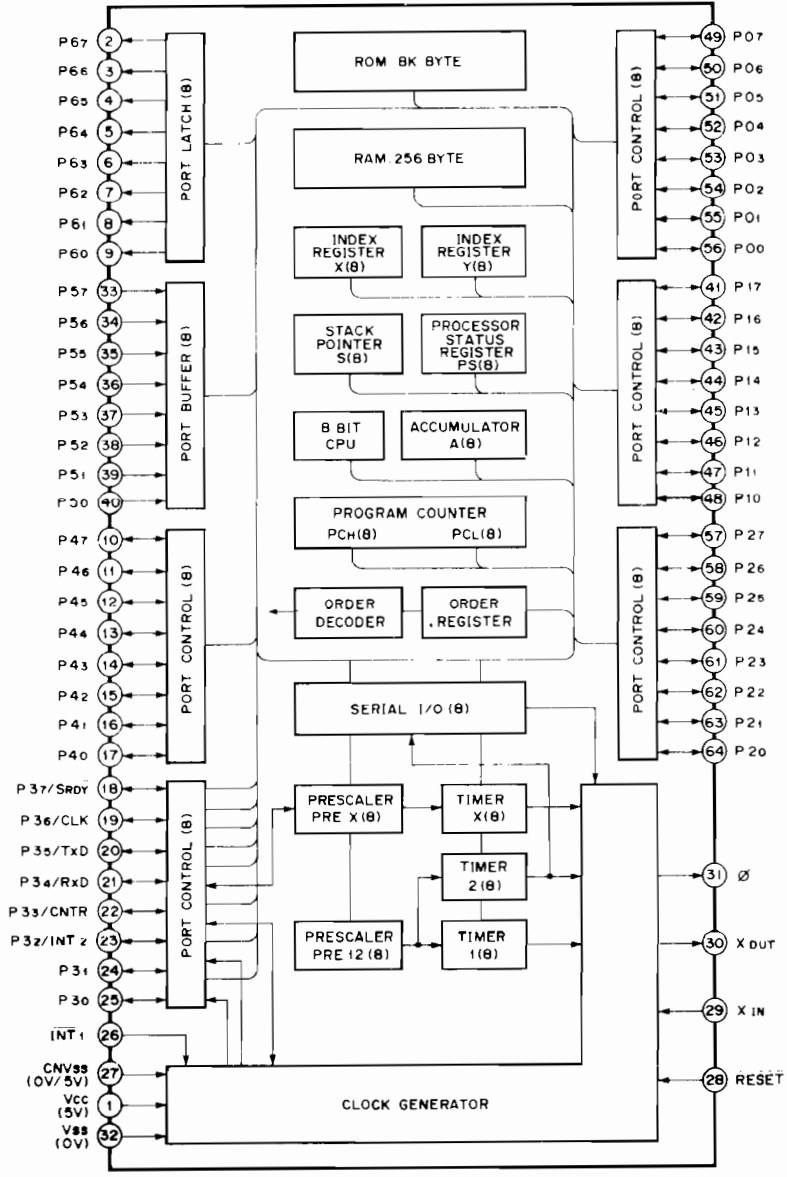 P67 2
P66 3
P65 4
P64 5
P63 6
P62 7
P61 8
P60 9
PORT LATCH (8)
P57 33
P56 34
P55 35
P54 36
P53 37
P52 38
P51 39
P50 40
PORT BUFFER (8)
P47 10
P46 11
P45 12
P44 13
P43 14
P42 15
P41 16
P40 17
PORT CONTROL (8)
P37/SRDY 18
P36/CLK 19
P35/TxD 20
P34/RxD 21
P33/CNTR 22
P32/INT2 23
P31 24
P30 25
PORT CONTROL (8)
INT1 26
CNVSS 27
(0V/5V)
VCC 1
(5V)
VSS 32
(0V)
ROM 8K BYTE
RAM. 256 BYTE
INDEX
REGISTER
X(8)
INDEX
REGISTER
Y(8)
STACK
POINTER
S(8)
PROCESSOR
STATUS
REGISTER
PS(8)
8 BIT
CPU
ACCUMULATOR
A(8)
PROGRAM COUNTER
PCH(8) PCL(8)
ORDER
DECODER
ORDER
REGISTER
SERIAL I/O (8)
PRESCALER
PRE X(8)
TIMER
X(8)
TIMER
2(8)
PRESCALER
PRE 12(8)
TIMER
1(8)
CLOCK GENERATOR
PORT CONTROL (8)
49 P07
50 P06
51 P05
52 P04
53 P03
54 P02
55 P01
56 P00
PORT CONTROL (8)
41 P17
42 P16
43 P15
44 P14
45 P13
46 P12
47 P11
48 P10
PORT CONTROL (8)
57 P27
58 P26
59 P25
60 P24
61 P23
62 P22
63 P21
64 P20
31 Ø
30 X OUT
29 X IN
28 RESET